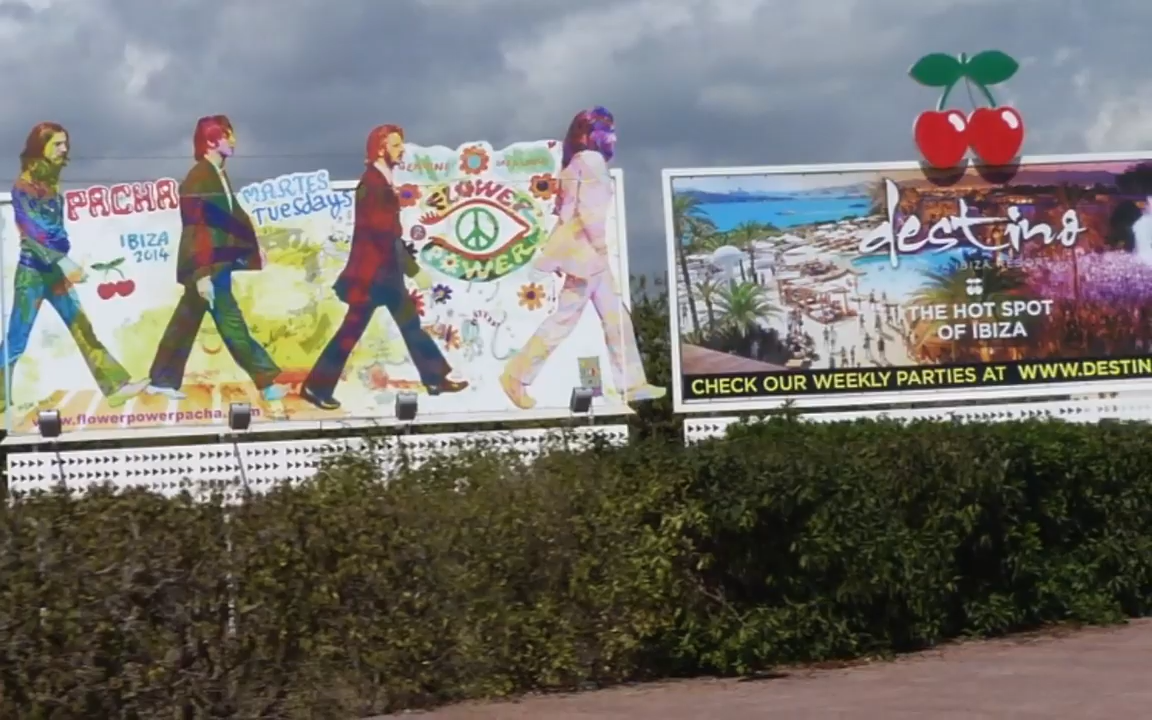 PACHA
MARTES
Tuesdays
IBIZA
2014
FLOWER
POWER
www.flowerpowerpacha.com
destino
IBIZA RESORT
THE HOT SPOT
OF IBIZA
CHECK OUR WEEKLY PARTIES AT WWW.DESTIN